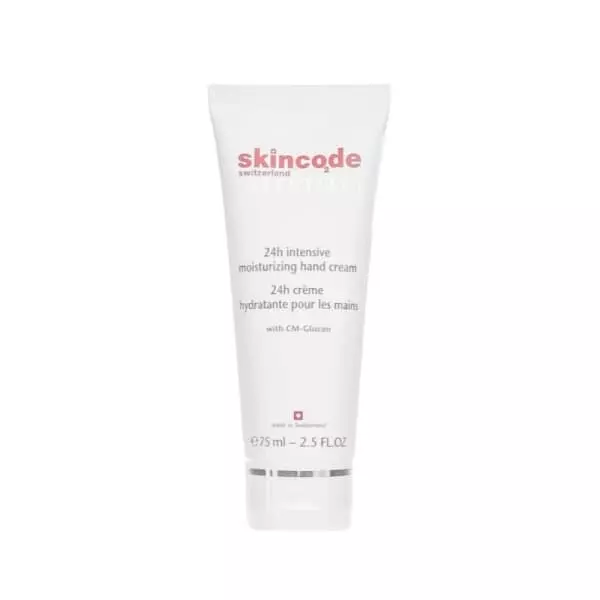 skincode
2
switzerland
24h intensive
moisturizing hand cream
24h crème
hydratante pour les mains
with CM-Glucan
made in Switzerland
℮75 ml – 2.5 FL.OZ